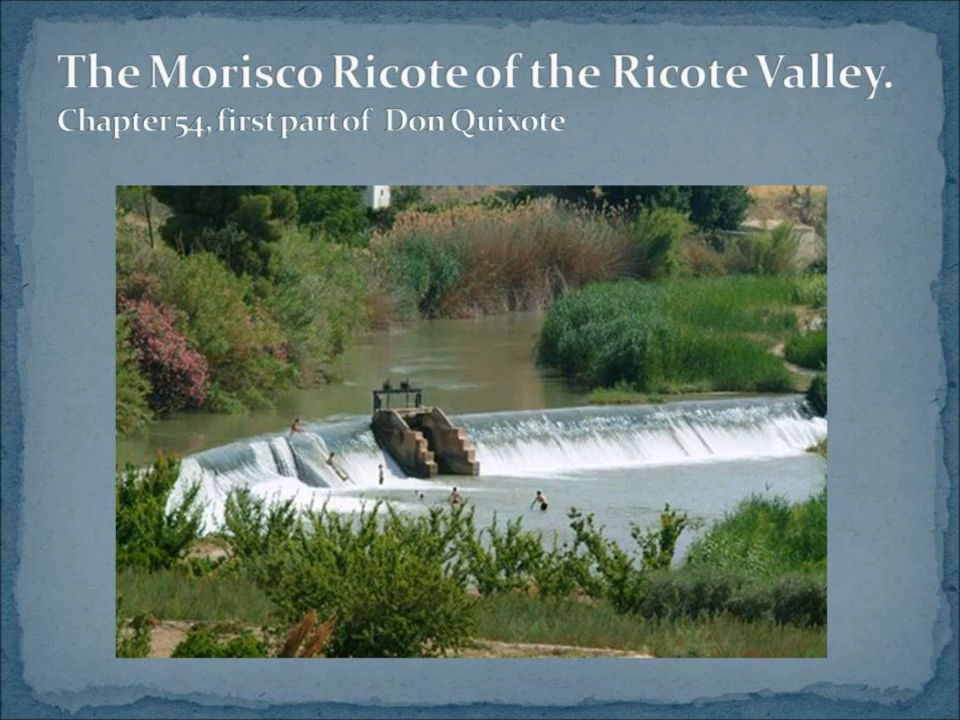 The Morisco Ricote of the Ricote Valley.
Chapter 54, first part of Don Quixote